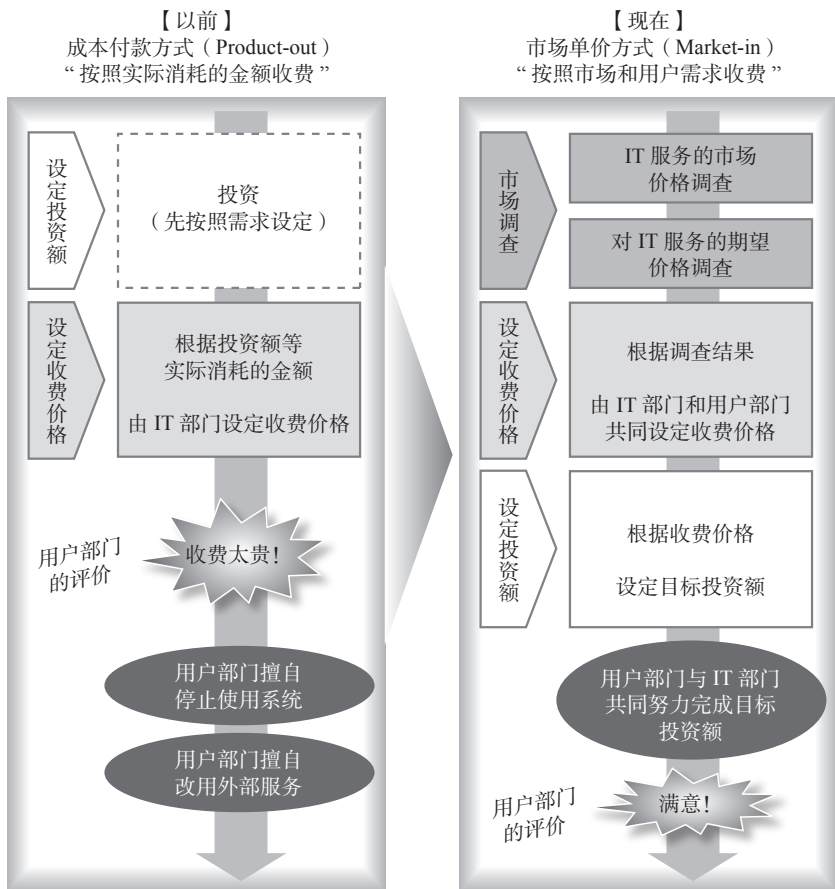 【以前】
成本付款方式（Product-out）
“按照实际消耗的金额收费”
设定投资额
投资
（先按照需求设定）
设定收费价格
根据投资额等
实际消耗的金额
由 IT 部门设定收费价格
用户部门
的评价
收费太贵！
用户部门擅自
停止使用系统
用户部门擅自
改用外部服务
【现在】
市场单价方式（Market-in）
“按照市场和用户需求收费”
市场调查
IT 服务的市场
价格调查
对 IT 服务的期望
价格调查
设定收费价格
根据调查结果
由 IT 部门和用户部门
共同设定收费价格
设定投资额
根据收费价格
设定目标投资额
用户部门与 IT 部门
共同努力完成目标
投资额
用户部门
的评价
满意！